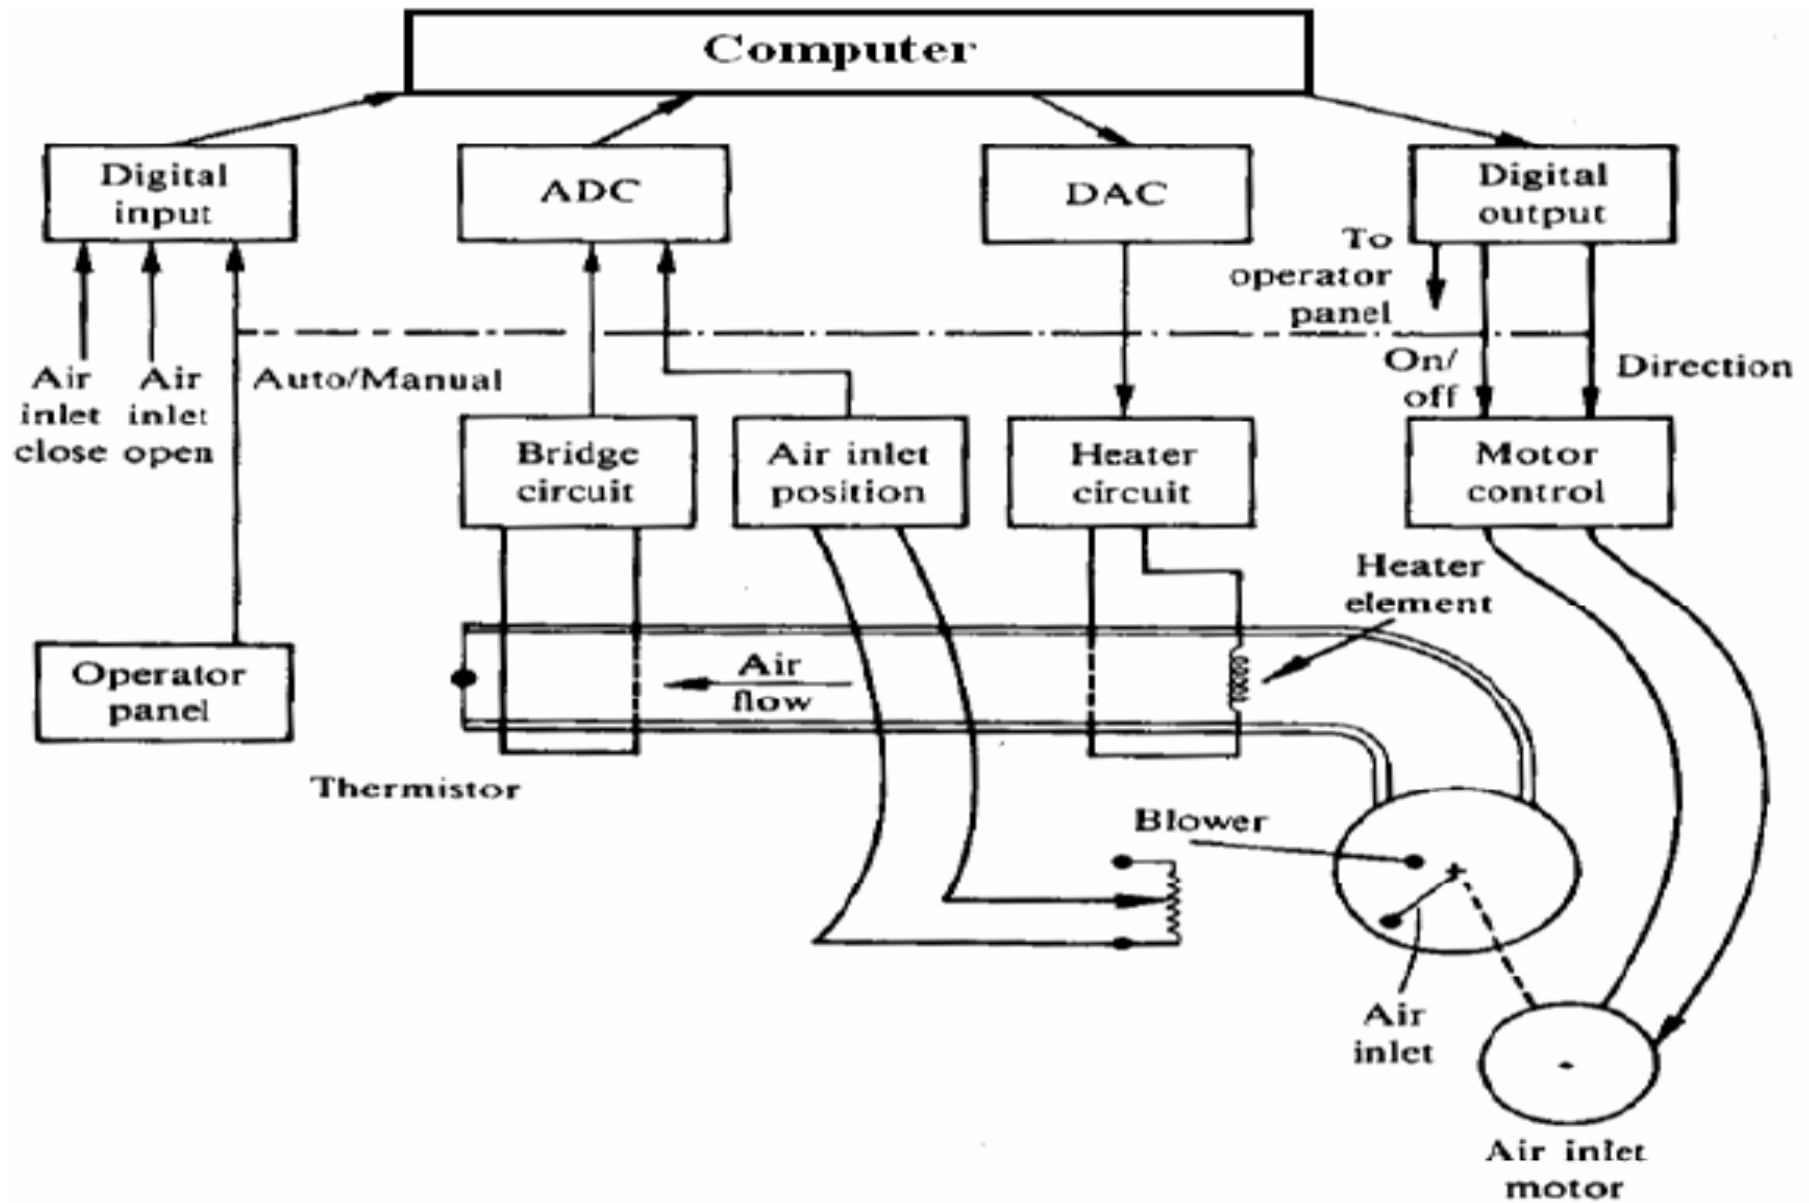 Computer
Digital
input
ADC
DAC
Digital
output
To
operator
panel
Air
inlet
close
Air
inlet
open
Auto/Manual
On/
off
Direction
Bridge
circuit
Air inlet
position
Heater
circuit
Motor
control
Heater
element
Operator
panel
Air
flow
Thermistor
Blower
Air
inlet
Air inlet
motor